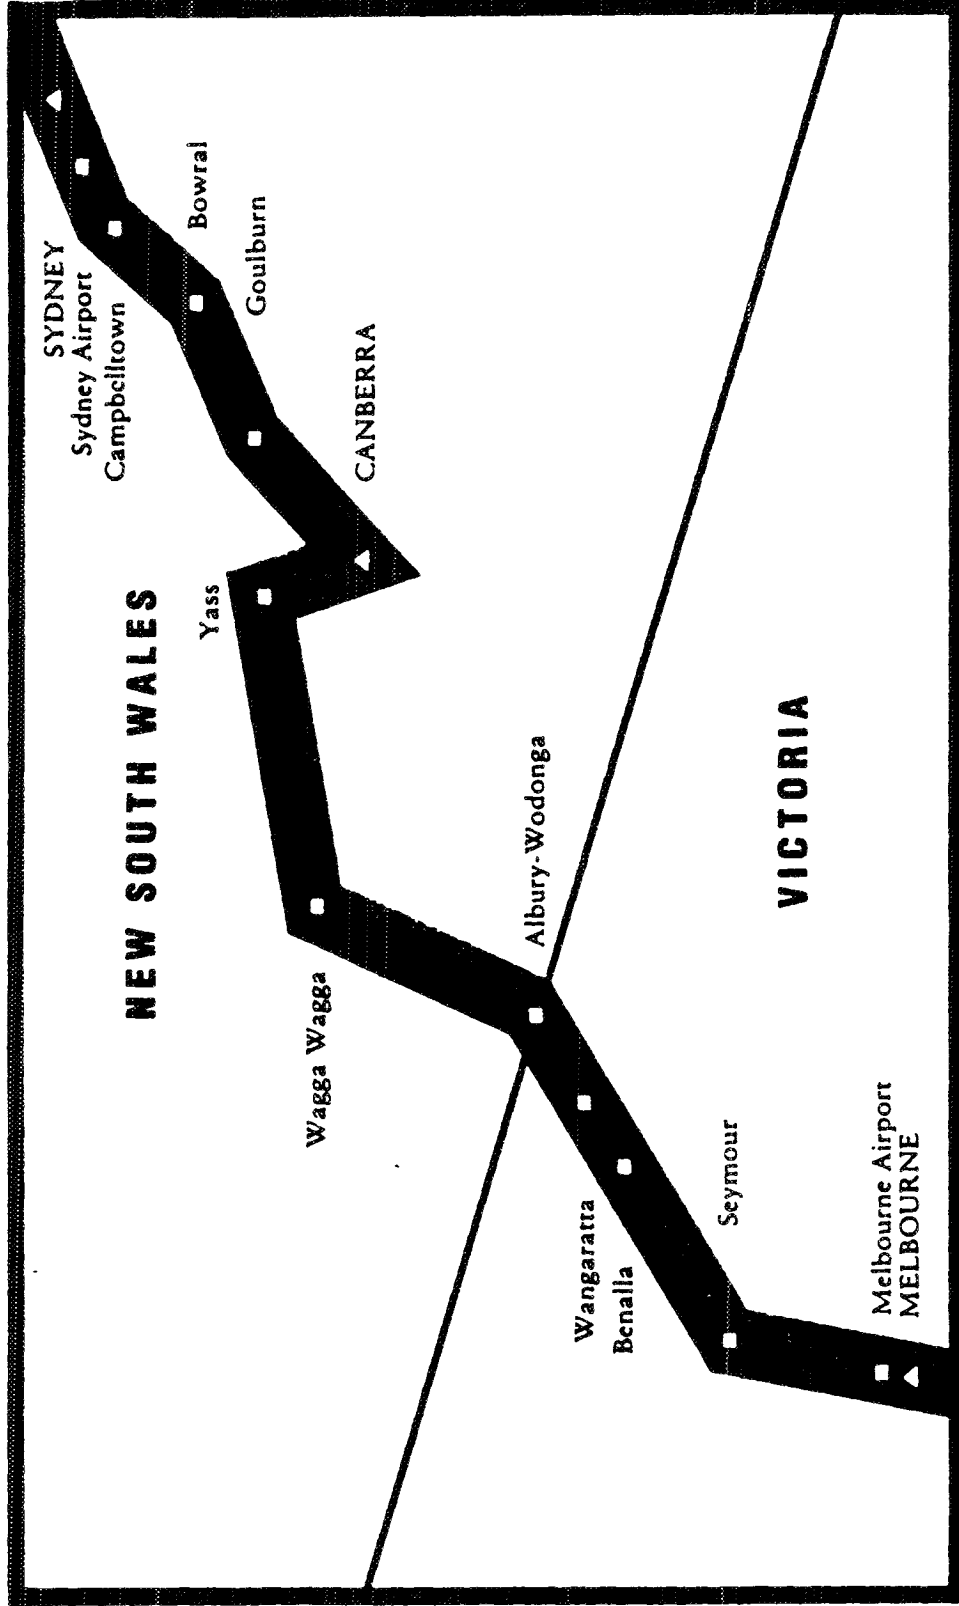 NEW SOUTH WALES
SYDNEY
Sydney Airport
Campbelltown
Bowral
Goulburn
CANBERRA
Yass
Wagga Wagga
Albury-Wodonga
VICTORIA
Wangaratta
Benalla
Seymour
Melbourne Airport
MELBOURNE